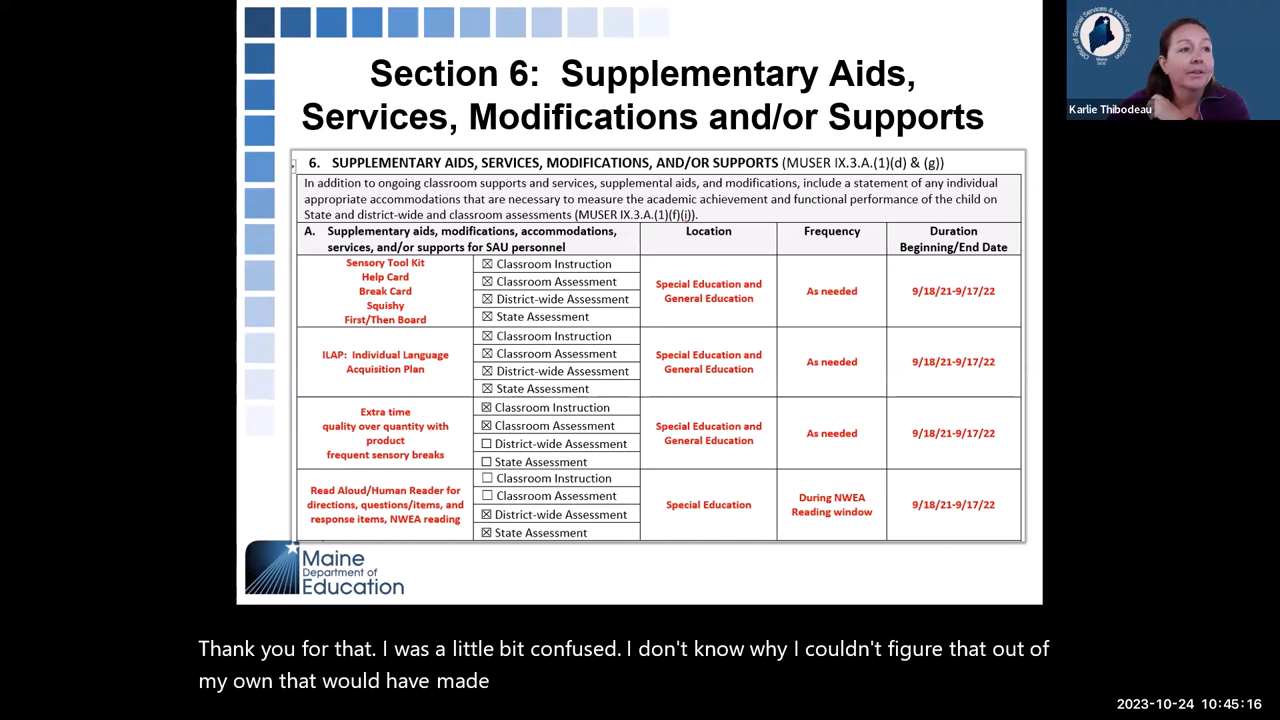 Section 6:  Supplementary Aids,
Services, Modifications and/or Supports
6. SUPPLEMENTARY AIDS, SERVICES, MODIFICATIONS, AND/OR SUPPORTS (MUSER IX.3.A.(1)(d) & (g))
In addition to ongoing classroom supports and services, supplemental aids, and modifications, include a statement of any individual
appropriate accommodations that are necessary to measure the academic achievement and functional performance of the child on
State and district-wide and classroom assessments (MUSER IX.3.A.(1)(f)(i)).
A. Supplementary aids, modifications, accommodations,
services, and/or supports for SAU personnel
Location
Frequency
Duration
Beginning/End Date
Sensory Tool Kit
Help Card
Break Card
Squishy
First/Then Board
☒ Classroom Instruction
☒ Classroom Assessment
☒ District-wide Assessment
☒ State Assessment
Special Education and
General Education
As needed
9/18/21-9/17/22
ILAP: Individual Language
Acquisition Plan
☒ Classroom Instruction
☒ Classroom Assessment
☒ District-wide Assessment
☒ State Assessment
Special Education and
General Education
As needed
9/18/21-9/17/22
Extra time
quality over quantity with
product
frequent sensory breaks
☒ Classroom Instruction
☒ Classroom Assessment
☐ District-wide Assessment
☐ State Assessment
Special Education and
General Education
As needed
9/18/21-9/17/22
Read Aloud/Human Reader for
directions, questions/items, and
response items, NWEA reading
☐ Classroom Instruction
☐ Classroom Assessment
☒ District-wide Assessment
☒ State Assessment
Special Education
During NWEA
Reading window
9/18/21-9/17/22
Maine
Department of
Education
Office of Special Services & Inclusive Education
Maine
DOE
Karlie Thibodeau
Thank you for that. I was a little bit confused. I don't know why I couldn't figure that out of
my own that would have made
2023-10-24 10:45:16